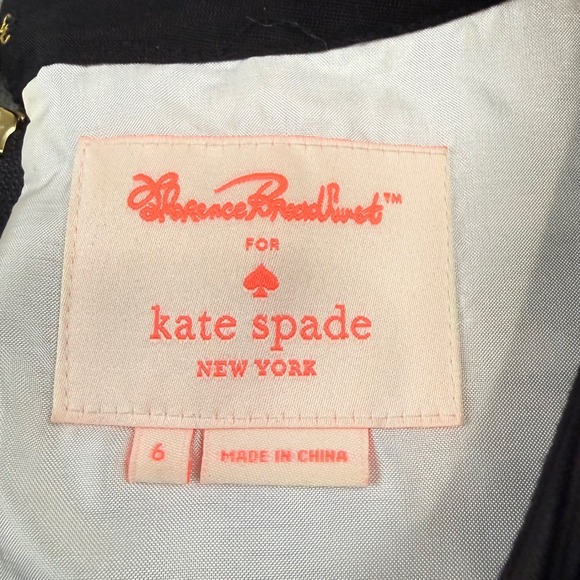 Florence Broadhurst™
FOR
kate spade
NEW YORK
6
MADE IN CHINA